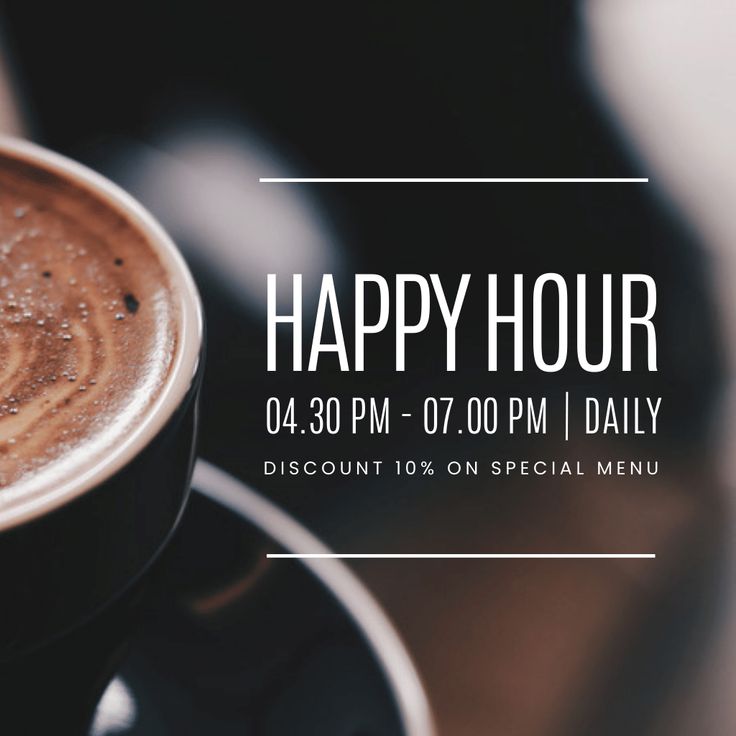 HAPPY HOUR
04.30 PM - 07.00 PM | DAILY
DISCOUNT 10% ON SPECIAL MENU